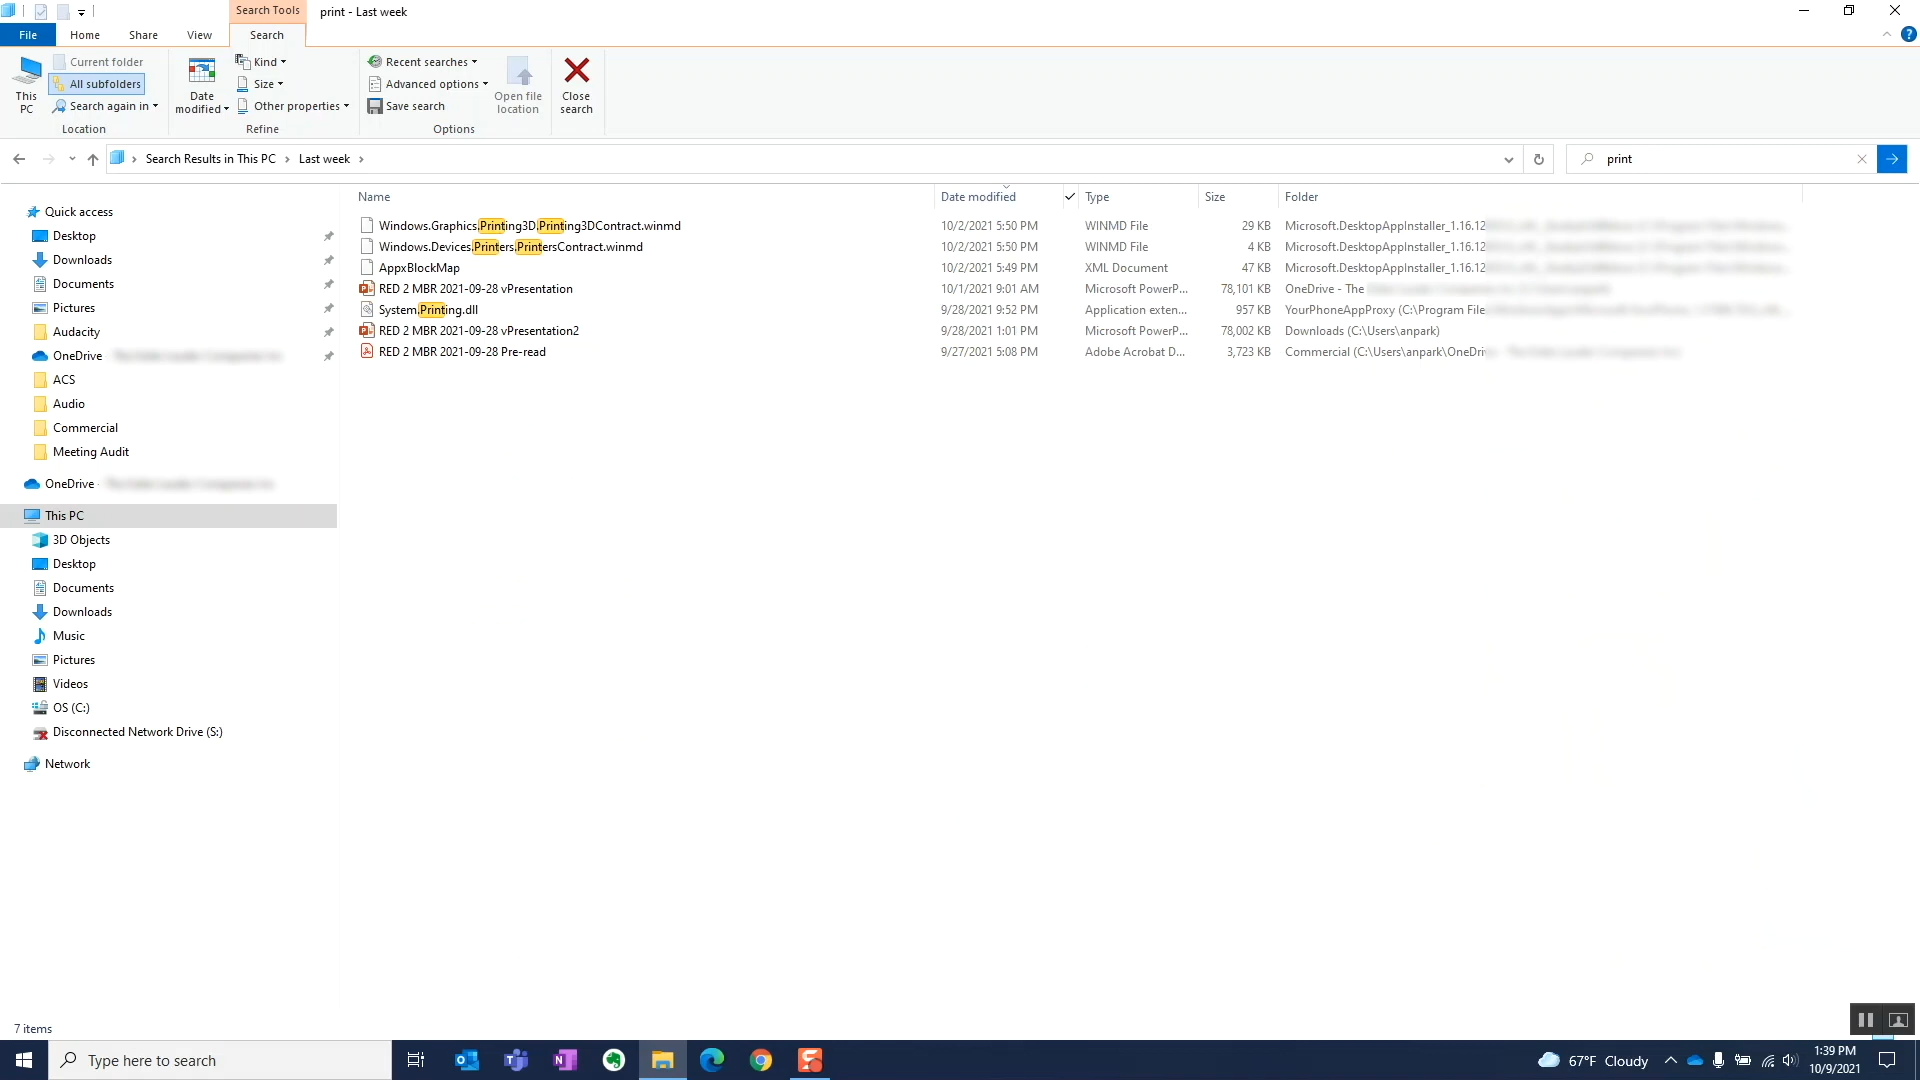 Search Tools
print - Last week
File Home Share View Search
This PC
Current folder
All subfolders
Search again in
Location
Date modified
Kind
Size
Other properties
Refine
Recent searches
Advanced options
Save search
Options
Open file location
Close search
Search Results in This PC Last week
print
Name Date modified Type Size Folder
Windows.Graphics.Printing3D.Printing3DContract.winmd 10/2/2021 5:50 PM WINMD File 29 KB Microsoft.DesktopAppInstaller_1.16.12
Windows.Devices.Printers.PrintersContract.winmd 10/2/2021 5:50 PM WINMD File 4 KB Microsoft.DesktopAppInstaller_1.16.12
AppxBlockMap 10/2/2021 5:49 PM XML Document 47 KB Microsoft.DesktopAppInstaller_1.16.12
RED 2 MBR 2021-09-28 vPresentation 10/1/2021 9:01 AM Microsoft PowerP... 78,101 KB OneDrive - The
System.Printing.dll 9/28/2021 9:52 PM Application exten... 957 KB YourPhoneAppProxy (C:\Program File
RED 2 MBR 2021-09-28 vPresentation2 9/28/2021 1:01 PM Microsoft PowerP... 78,002 KB Downloads (C:\Users\anpark)
RED 2 MBR 2021-09-28 Pre-read 9/27/2021 5:08 PM Adobe Acrobat D... 3,723 KB Commercial (C:\Users\anpark\OneDri
Quick access
Desktop
Downloads
Documents
Pictures
Audacity
OneDrive
ACS
Audio
Commercial
Meeting Audit
OneDrive -
This PC
3D Objects
Desktop
Documents
Downloads
Music
Pictures
Videos
OS (C:)
Disconnected Network Drive (S:)
Network
7 items
Type here to search
67°F Cloudy
1:39 PM
10/9/2021